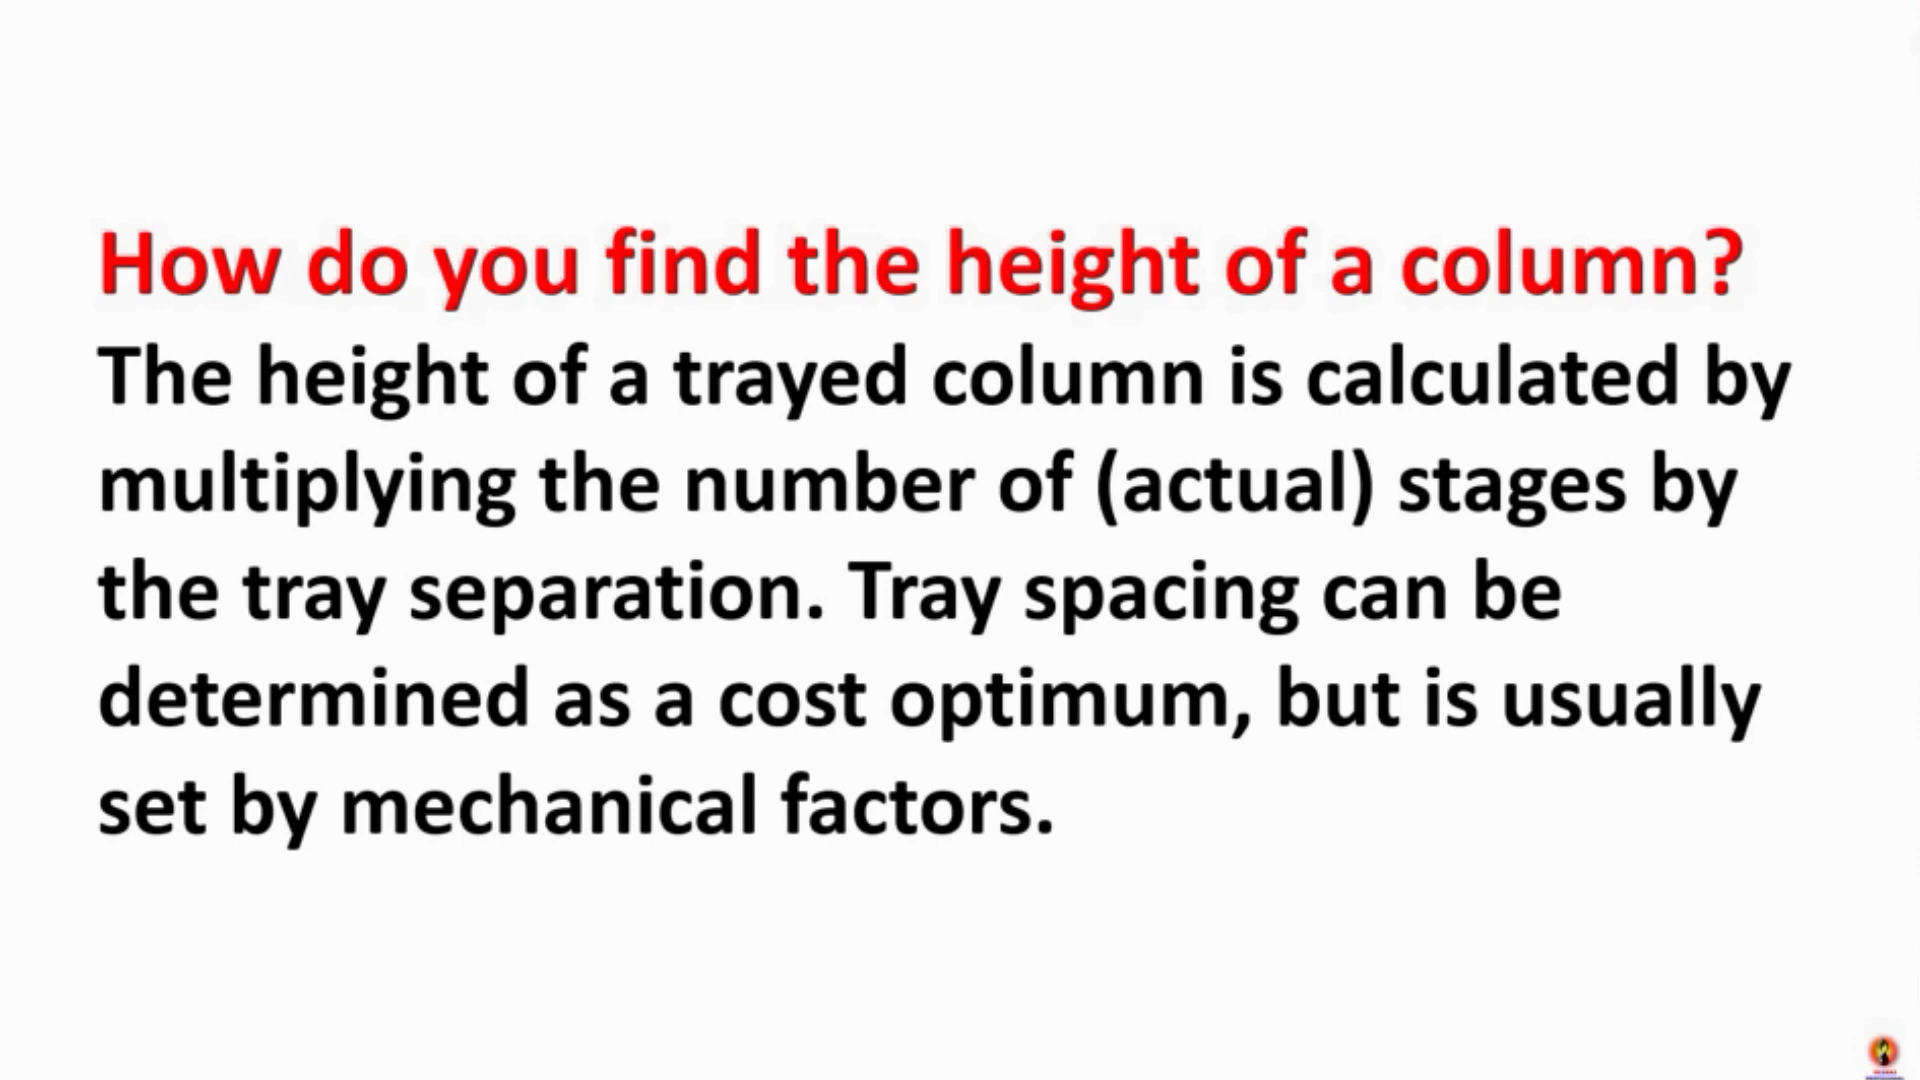 How do you find the height of a column?
The height of a trayed column is calculated by
multiplying the number of (actual) stages by
the tray separation. Tray spacing can be
determined as a cost optimum, but is usually
set by mechanical factors.